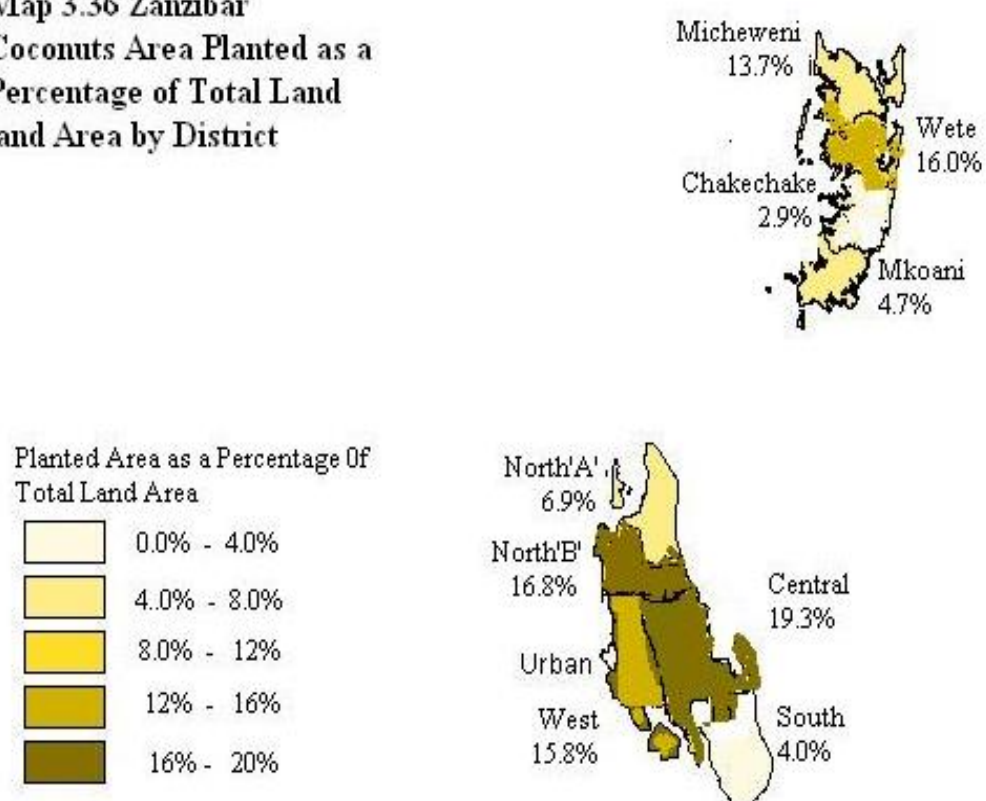 Map 3.36 Zanzibar
Coconuts Area Planted as a
Percentage of Total Land
and Area by District
Micheweni
13.7%
Wete
16.0%
Chakechake
2.9%
Mkoani
4.7%
Planted Area as a Percentage 0f
Total Land Area
0.0% - 4.0%
4.0% - 8.0%
8.0% - 12%
12% - 16%
16% - 20%
North'A'
6.9%
North'B'
16.8%
Central
19.3%
Urban
West
15.8%
South
4.0%